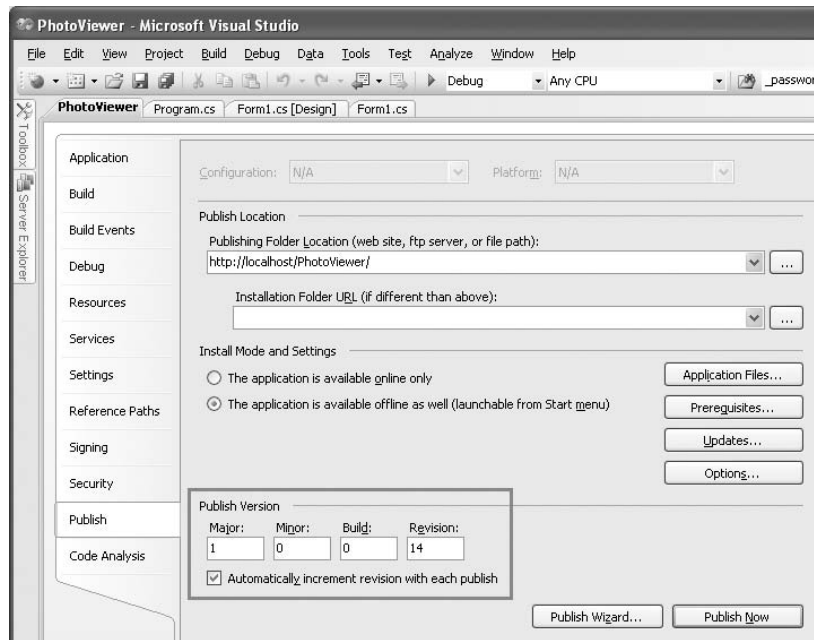 PhotoViewer - Microsoft Visual Studio
File Edit View Project Build Debug Data Tools Test Analyze Window Help
Debug Any CPU _passwor
PhotoViewer Program.cs Form1.cs [Design] Form1.cs
Toolbox
Server Explorer
Application
Build
Build Events
Debug
Resources
Services
Settings
Reference Paths
Signing
Security
Publish
Code Analysis
Configuration: N/A Platform: N/A
Publish Location
Publishing Folder Location (web site, ftp server, or file path):
http://localhost/PhotoViewer/
...
Installation Folder URL (if different than above):
...
Install Mode and Settings
The application is available online only
The application is available offline as well (launchable from Start menu)
Application Files...
Prerequisites...
Updates...
Options...
Publish Version
Major: Minor: Build: Revision:
1 0 0 14
Automatically increment revision with each publish
Publish Wizard... Publish Now